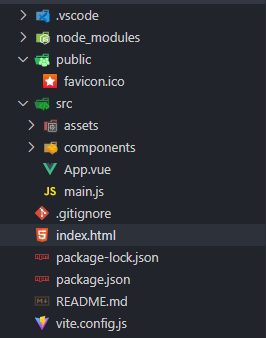 .vscode
node_modules
public
favicon.ico
src
assets
components
App.vue
JS main.js
.gitignore
index.html
package-lock.json
package.json
README.md
vite.config.js